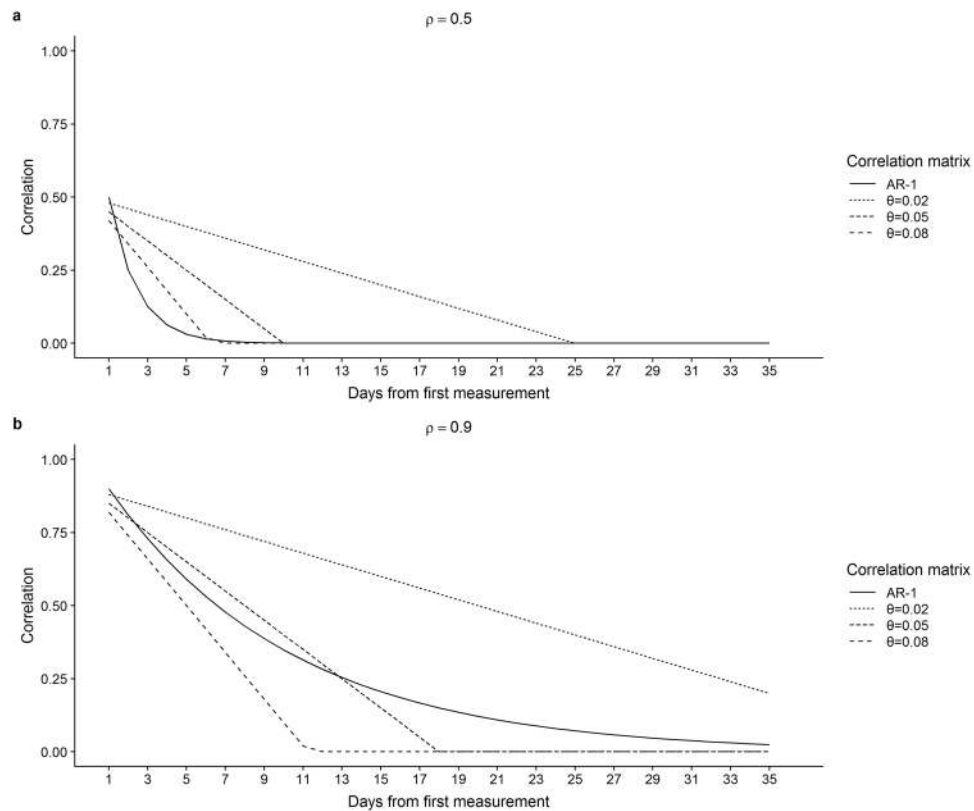 a
ρ = 0.5
1.00
0.75
0.50
0.25
0.00
Correlation
1 3 5 7 9 11 13 15 17 19 21 23 25 27 29 31 33 35
Days from first measurement
Correlation matrix
AR-1
θ=0.02
θ=0.05
θ=0.08
b
ρ = 0.9
1.00
0.75
0.50
0.25
0.00
Correlation
1 3 5 7 9 11 13 15 17 19 21 23 25 27 29 31 33 35
Days from first measurement
Correlation matrix
AR-1
θ=0.02
θ=0.05
θ=0.08